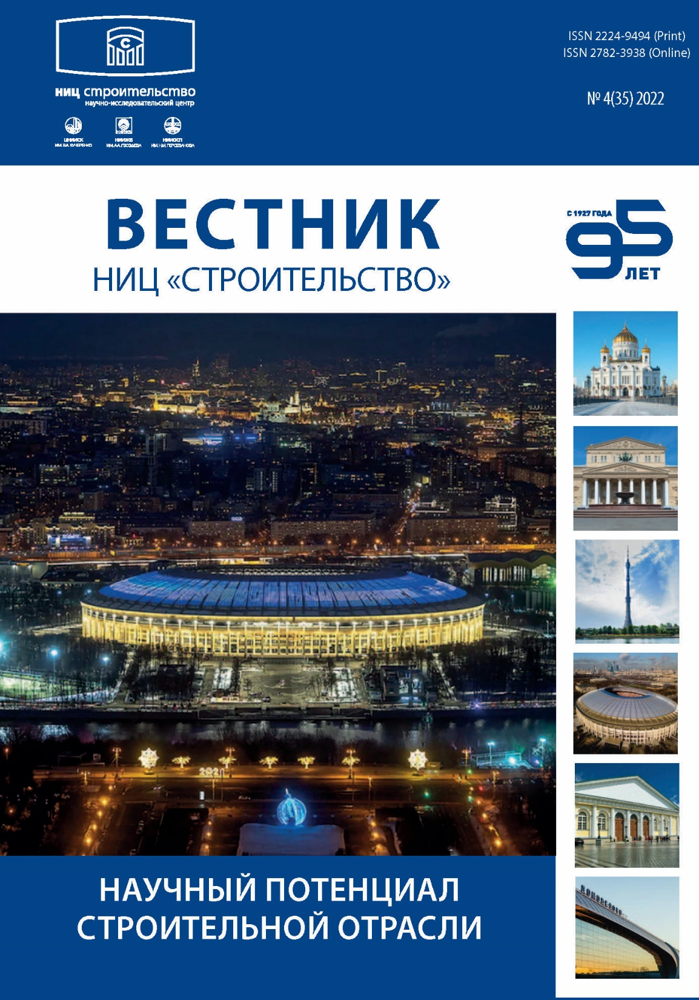 ISSN 2224-9494 (Print)
ISSN 2782-3938 (Online)
№ 4(35) 2022
НИЦ строительство
научно-исследовательский центр
ЦНИИСК
НИИЖБ
НИИОСП
ИМ. В.А. КУЧЕРЕНКО
ИМ. А.А. ГВОЗДЕВА
ИМ. Н.М. ГЕРСЕВАНОВА
ВЕСТНИК
НИЦ «СТРОИТЕЛЬСТВО»
С 1927 ГОДА
95
ЛЕТ
2021
ДОМОДЕДОВО
НАУЧНЫЙ ПОТЕНЦИАЛ
СТРОИТЕЛЬНОЙ ОТРАСЛИ